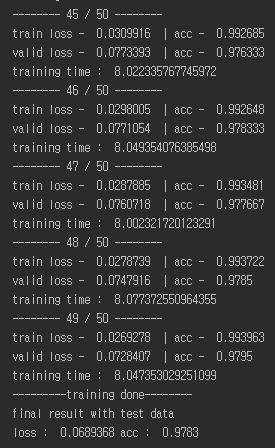 -------- 45 / 50 --------
train loss -  0.0309916  | acc -  0.992685
valid loss -  0.0773393  | acc -  0.976333
training time :  8.022335767745972
-------- 46 / 50 --------
train loss -  0.0298005  | acc -  0.992648
valid loss -  0.0771054  | acc -  0.978333
training time :  8.049354076385498
-------- 47 / 50 --------
train loss -  0.0287885  | acc -  0.993481
valid loss -  0.0760718  | acc -  0.977667
training time :  8.002321720123291
-------- 48 / 50 --------
train loss -  0.0278739  | acc -  0.993722
valid loss -  0.0747916  | acc -  0.9785
training time :  8.077372550964355
-------- 49 / 50 --------
train loss -  0.0269278  | acc -  0.993963
valid loss -  0.0728407  | acc -  0.9795
training time :  8.047353029251099
---------training done--------
final result with test data
loss :  0.0689368 acc :  0.9783